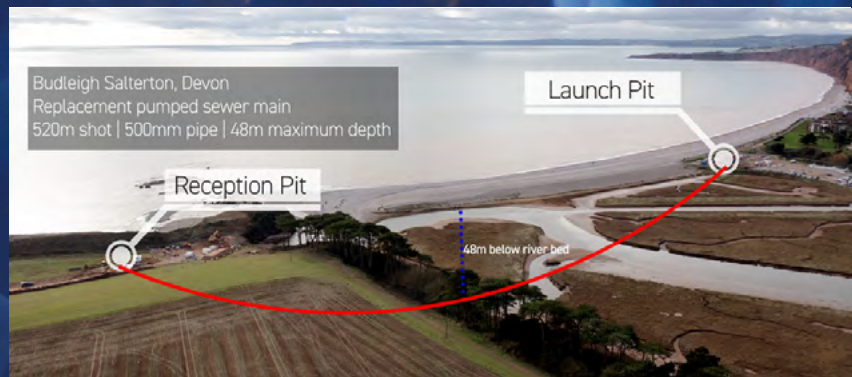 Budleigh Salterton, Devon
Replacement pumped sewer main
520m shot | 500mm pipe | 48m maximum depth
Launch Pit
Reception Pit
48m below river bed